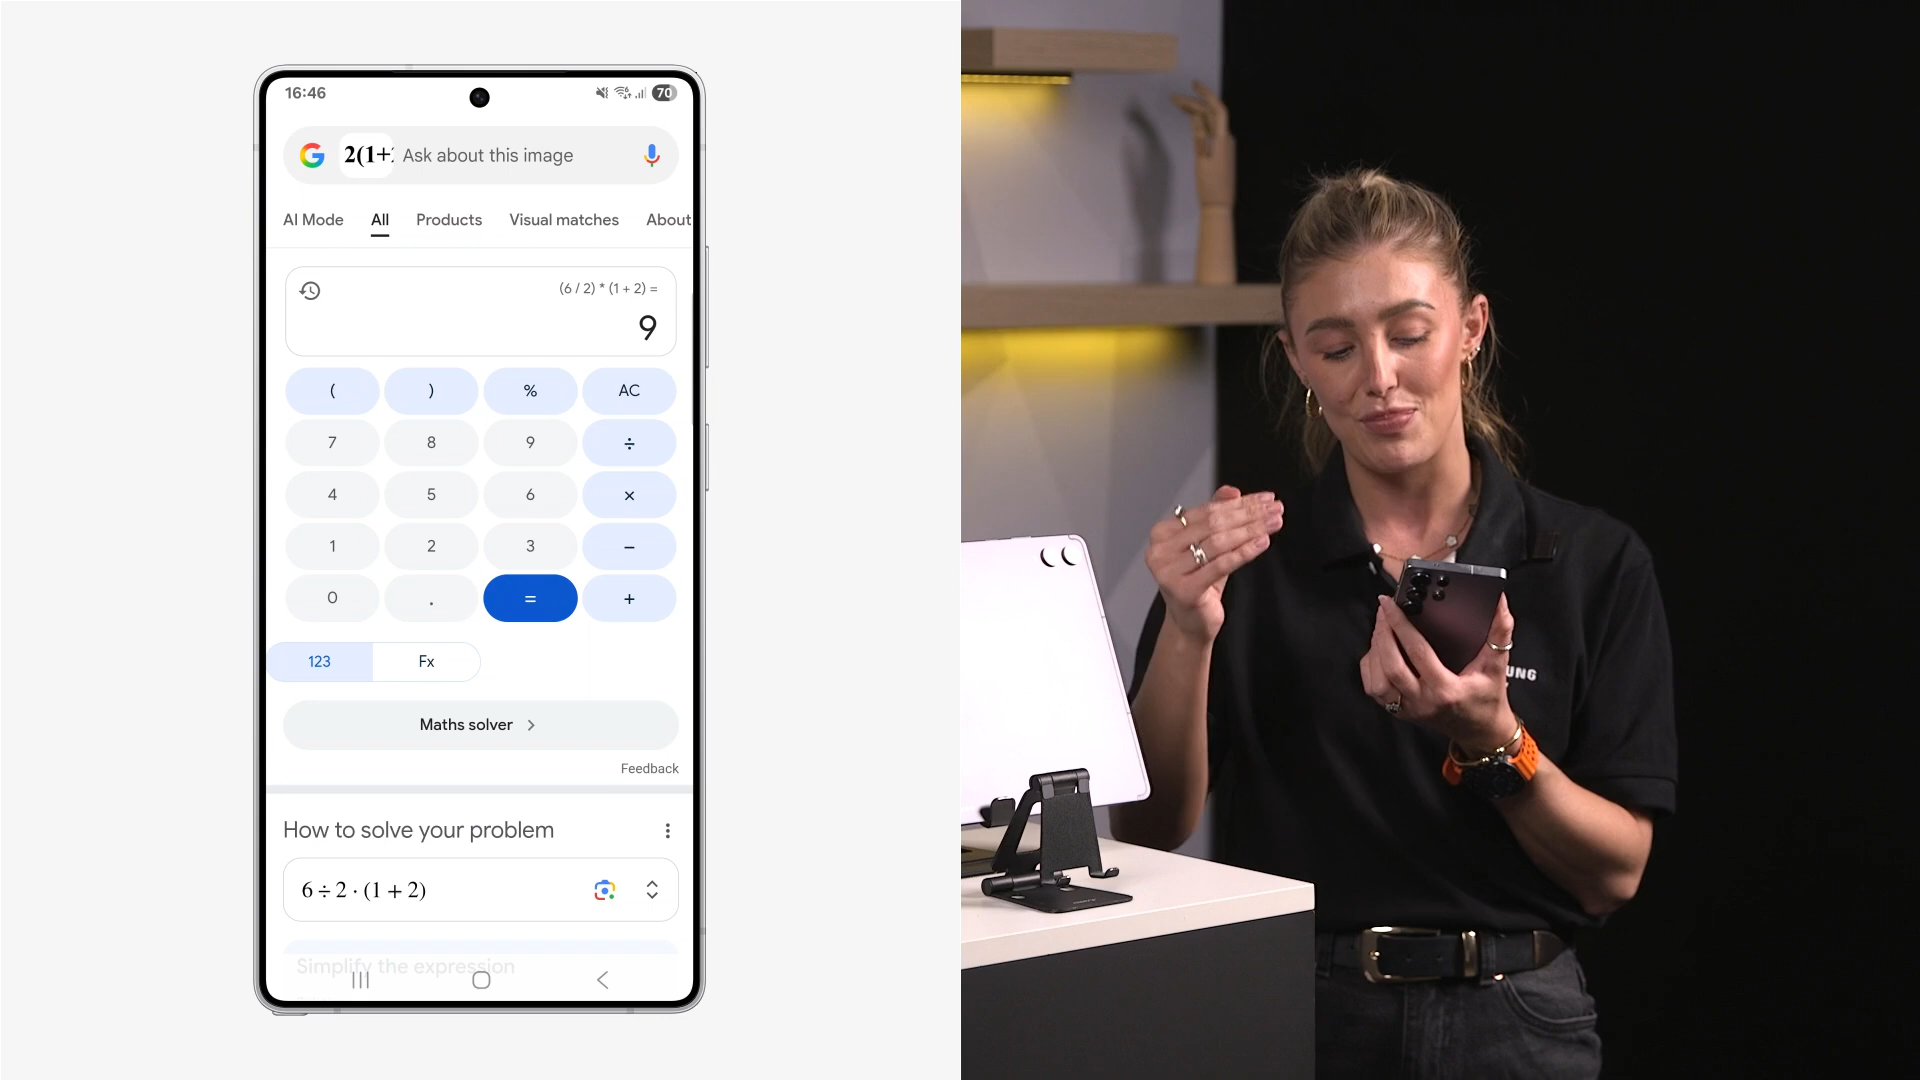 16:46
70
2(1+
Ask about this image
AI Mode
All
Products
Visual matches
About
(6 / 2) * (1 + 2) =
9
( ) % AC
7 8 9 ÷
4 5 6 ×
1 2 3 −
0 . = +
123
Fx
Maths solver
Feedback
How to solve your problem
6 ÷ 2 · (1 + 2)
Simplify the expression
UNG